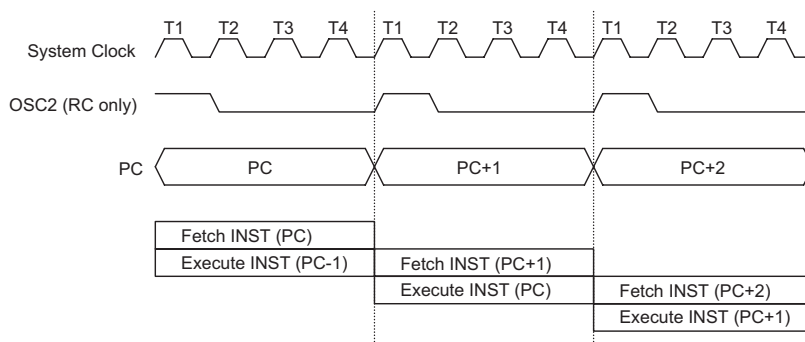 T1 T2 T3 T4 T1 T2 T3 T4 T1 T2 T3 T4
System Clock
OSC2 (RC only)
PC PC PC+1 PC+2
Fetch INST (PC)
Execute INST (PC-1) Fetch INST (PC+1)
Execute INST (PC) Fetch INST (PC+2)
Execute INST (PC+1)